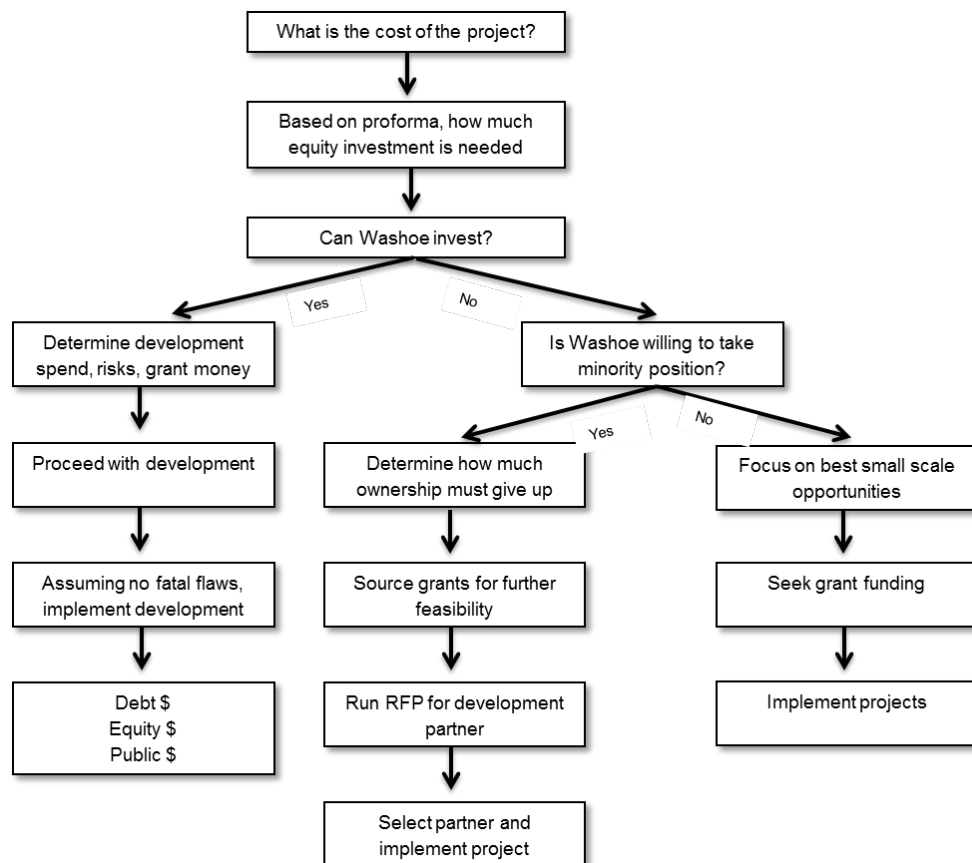 What is the cost of the project?
Based on proforma, how much
equity investment is needed
Can Washoe invest?
Yes
No
Determine development
spend, risks, grant money
Is Washoe willing to take
minority position?
Yes
No
Proceed with development
Determine how much
ownership must give up
Focus on best small scale
opportunities
Assuming no fatal flaws,
implement development
Source grants for further
feasibility
Seek grant funding
Debt $
Equity $
Public $
Run RFP for development
partner
Implement projects
Select partner and
implement project